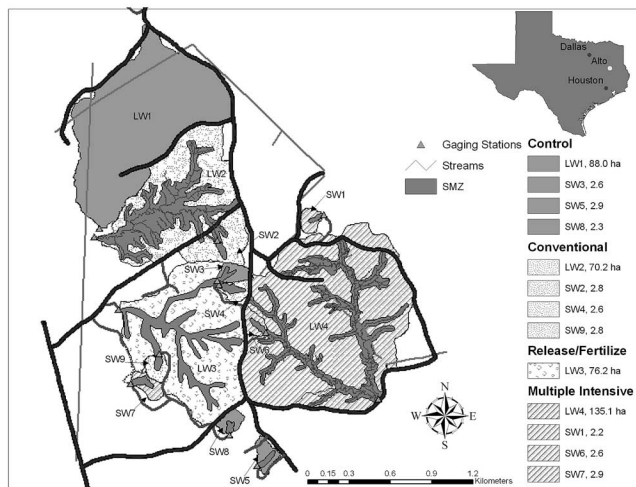 Dallas
Alto
Houston
LW1
LW2
SW1
SW2
SW3
SW4
SW6
LW4
LW3
SW9
SW7
SW8
SW5
Gaging Stations
Streams
SMZ
Control
LW1, 88.0 ha
SW3, 2.6
SW5, 2.9
SW8, 2.3
Conventional
LW2, 70.2 ha
SW2, 2.8
SW4, 2.6
SW9, 2.8
Release/Fertilize
LW3, 76.2 ha
Multiple Intensive
LW4, 135.1 ha
SW1, 2.2
SW6, 2.6
SW7, 2.9
N
W E
S
0 0.15 0.3 0.6 0.9 1.2
Kilometers